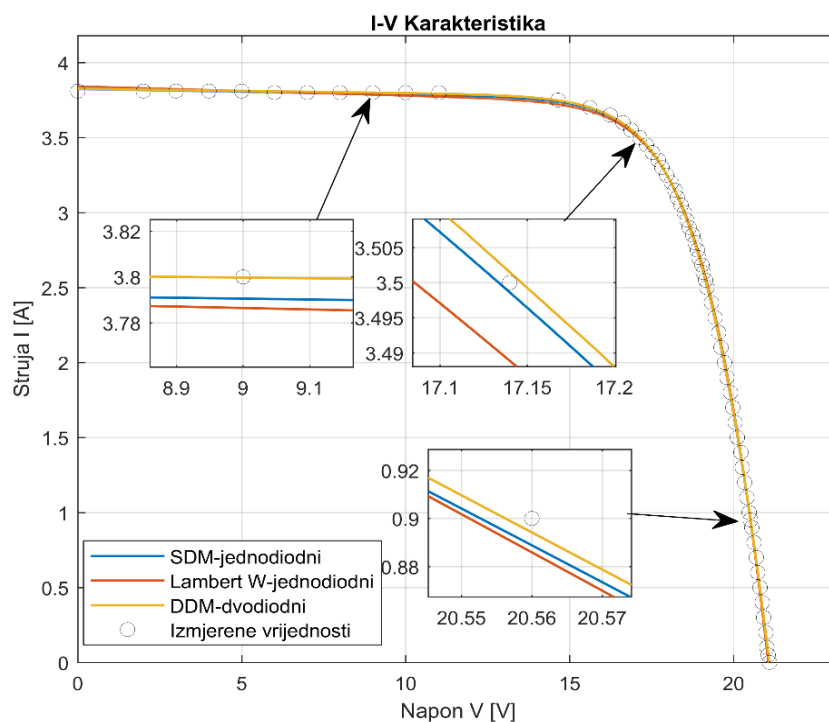 I-V Karakteristika
Struja I [A]
4
3.5
3
2.5
2
1.5
1
0.5
0
3.82
3.8
3.78
8.9 9 9.1
3.505
3.5
3.495
3.49
17.1 17.15 17.2
0.92
0.9
0.88
20.55 20.56 20.57
SDM-jednodiodni
Lambert W-jednodiodni
DDM-dvodiodni
Izmjerene vrijednosti
0 5 10 15 20
Napon V [V]